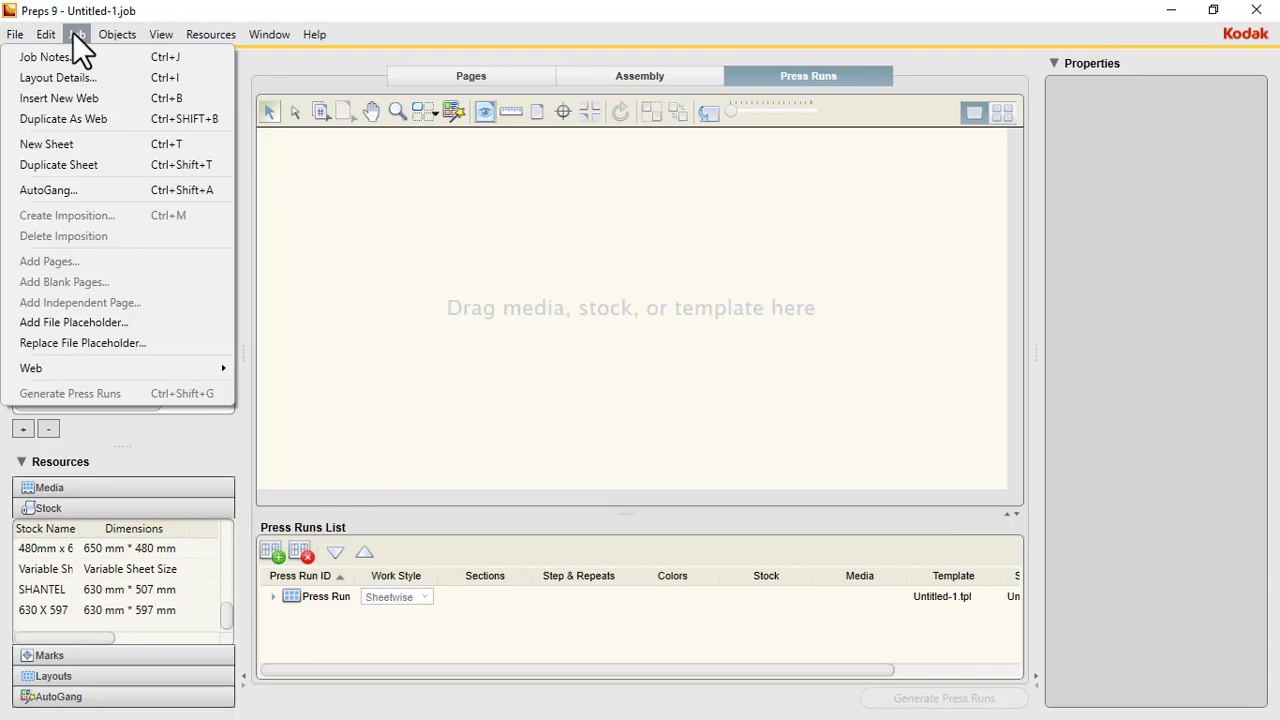 Preps 9 - Untitled-1.job
File Edit Job Objects View Resources Window Help
Kodak
Job Notes Ctrl+J
Layout Details... Ctrl+I
Insert New Web Ctrl+B
Duplicate As Web Ctrl+SHIFT+B
New Sheet Ctrl+T
Duplicate Sheet Ctrl+Shift+T
AutoGang... Ctrl+Shift+A
Create Imposition... Ctrl+M
Delete Imposition
Add Pages...
Add Blank Pages...
Add Independent Page...
Add File Placeholder...
Replace File Placeholder...
Web
Generate Press Runs Ctrl+Shift+G
+ -
Resources
Media
Stock
Stock Name Dimensions
480mm x 6 650 mm * 480 mm
Variable Sh Variable Sheet Size
SHANTEL 630 mm * 507 mm
630 X 597 630 mm * 597 mm
Marks
Layouts
AutoGang
Pages Assembly Press Runs
Drag media, stock, or template here
Press Runs List
Press Run ID Work Style Sections Step & Repeats Colors Stock Media Template S
Press Run Sheetwise Untitled-1.tpl Un
Generate Press Runs
Properties